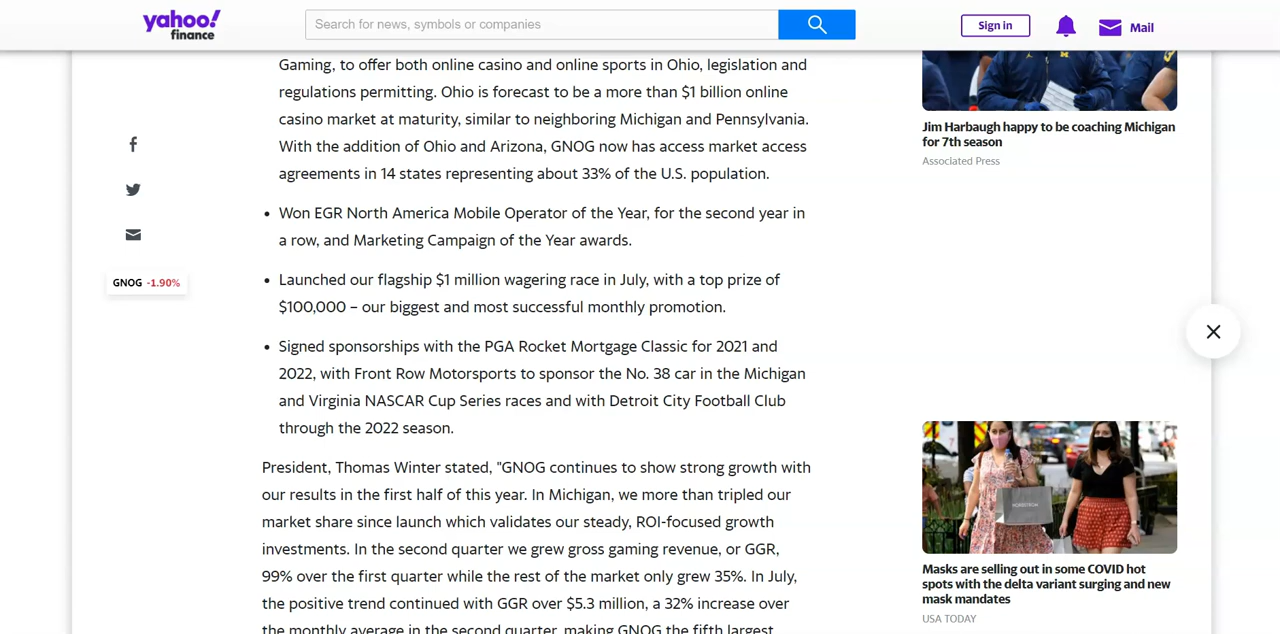 yahoo!
finance
Search for news, symbols or companies
Sign in
Mail
Gaming, to offer both online casino and online sports in Ohio, legislation and
regulations permitting. Ohio is forecast to be a more than $1 billion online
casino market at maturity, similar to neighboring Michigan and Pennsylvania.
With the addition of Ohio and Arizona, GNOG now has access market access
agreements in 14 states representing about 33% of the U.S. population.
• Won EGR North America Mobile Operator of the Year, for the second year in
a row, and Marketing Campaign of the Year awards.
• Launched our flagship $1 million wagering race in July, with a top prize of
$100,000 – our biggest and most successful monthly promotion.
• Signed sponsorships with the PGA Rocket Mortgage Classic for 2021 and
2022, with Front Row Motorsports to sponsor the No. 38 car in the Michigan
and Virginia NASCAR Cup Series races and with Detroit City Football Club
through the 2022 season.
President, Thomas Winter stated, "GNOG continues to show strong growth with
our results in the first half of this year. In Michigan, we more than tripled our
market share since launch which validates our steady, ROI-focused growth
investments. In the second quarter we grew gross gaming revenue, or GGR,
99% over the first quarter while the rest of the market only grew 35%. In July,
the positive trend continued with GGR over $5.3 million, a 32% increase over
the monthly average in the second quarter, making GNOG the fifth largest
GNOG -1.90%
Jim Harbaugh happy to be coaching Michigan
for 7th season
Associated Press
NORDSTROM
Masks are selling out in some COVID hot
spots with the delta variant surging and new
mask mandates
USA TODAY